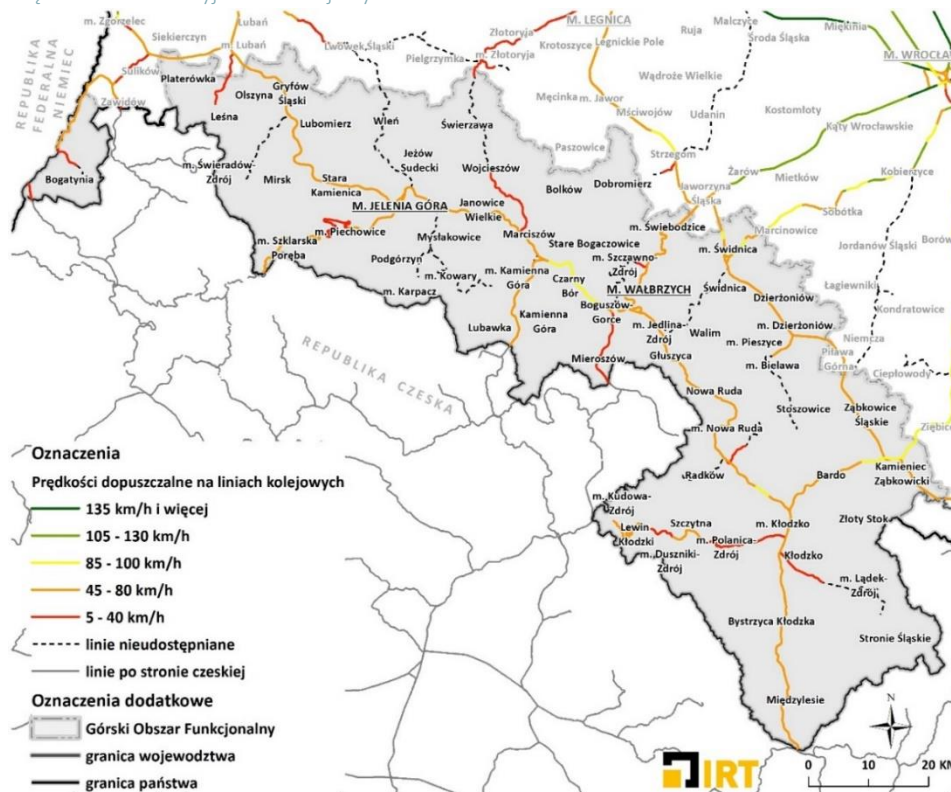 m. Zgorzelec
Lubań
Siekierczyn
m. Lubań
Sulików
Zawidów
REPUBLIKA
FEDERALNA
NIEMIEC
Lwówek Śląski
Pielgrzymka
Złotoryja
m. Złotoryja
M. LEGNICA
Krotoszyce
Legnickie Pole
Ruja
Malczyce
Środa Śląska
Miękinia
M. WROCŁA
Wądroże Wielkie
Męcinka
m. Jawor
Mściwojów
Udanin
Kostomłoty
Kąty Wrocławskie
Paszowice
Strzegom
Żarów
Mietków
Kobierzyce
Jaworzyna
Śląska
Sobótka
Marcinowice
Jordanów Śląski
Borów
Łagiewniki
Kondratowice
Niemcza
Piława
Górna
Ciepłowody
Ziębice
Platerówka
Leśna
Olszyna
Gryfów
Śląski
Lubomierz
Wleń
Świerzawa
Bogatynia
m. Świeradów-
Zdrój
Mirsk
Stara
Kamienica
Jeżów
Sudecki
Wojcieszów
Bolków
Dobromierz
M. JELENIA GÓRA
Janowice
Wielkie
Marciszów
m. Piechowice
m. Szklarska
Poręba
Mysłakowice
Podgórzyn
m. Kowary
m. Karpacz
m. Kamienna
Góra
Kamienna
Góra
Lubawka
Stare Bogaczowice
Czarny
Bór
Boguszów-
Gorce
Mieroszów
m. Świebodzice
m. Szczawno-
Zdrój
M. WAŁBRZYCH
m. Świdnica
Świdnica
Dzierżoniów
m. Dzierżoniów
m. Jedlina-
Zdrój
Walim
Głuszyca
m. Pieszyce
m. Bielawa
Nowa Ruda
m. Nowa Ruda
Stoszowice
Ząbkowice
Śląskie
Radków
Bardo
Kamieniec
Ząbkowicki
m. Kudowa-
Zdrój
Lewin
Kłodzki
Szczytna
m. Duszniki-
Zdrój
m. Polanica-
Zdrój
m. Kłodzko
Kłodzko
Złoty Stok
m. Lądek-
Zdrój
Bystrzyca Kłodzka
Stronie Śląskie
Międzylesie
REPUBLIKA CZESKA
Oznaczenia
Prędkości dopuszczalne na liniach kolejowych
135 km/h i więcej
105 - 130 km/h
85 - 100 km/h
45 - 80 km/h
5 - 40 km/h
linie nieudostępniane
linie po stronie czeskiej
Oznaczenia dodatkowe
Górski Obszar Funkcjonalny
granica województwa
granica państwa
IRT
N
0 10 20 KM